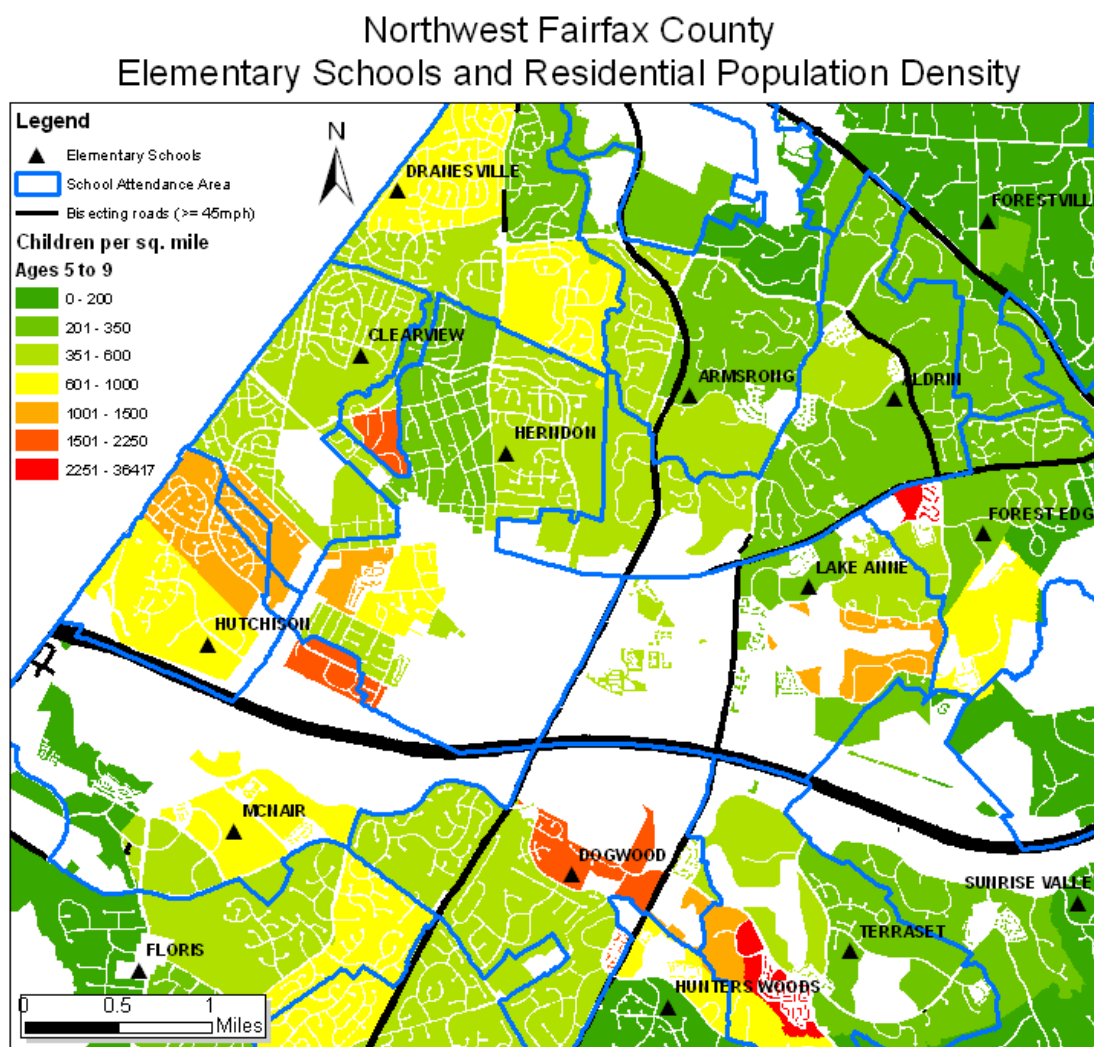 Northwest Fairfax County
Elementary Schools and Residential Population Density
Legend
Elementary Schools
School Attendance Area
Bisecting roads (>= 45mph)
Children per sq. mile
Ages 5 to 9
0 - 200
201 - 350
351 - 600
601 - 1000
1001 - 1500
1501 - 2250
2251 - 36417
N
DRANESVILLE
FORESTVILL
CLEARVIEW
ARMSRONG
ALDRIN
HERNDON
FOREST EDG
LAKE ANNE
HUTCHISON
MCNAIR
DOGWOOD
SUNRISE VALLE
TERRASET
FLORIS
HUNTERS WOODS
0 0.5 1
Miles